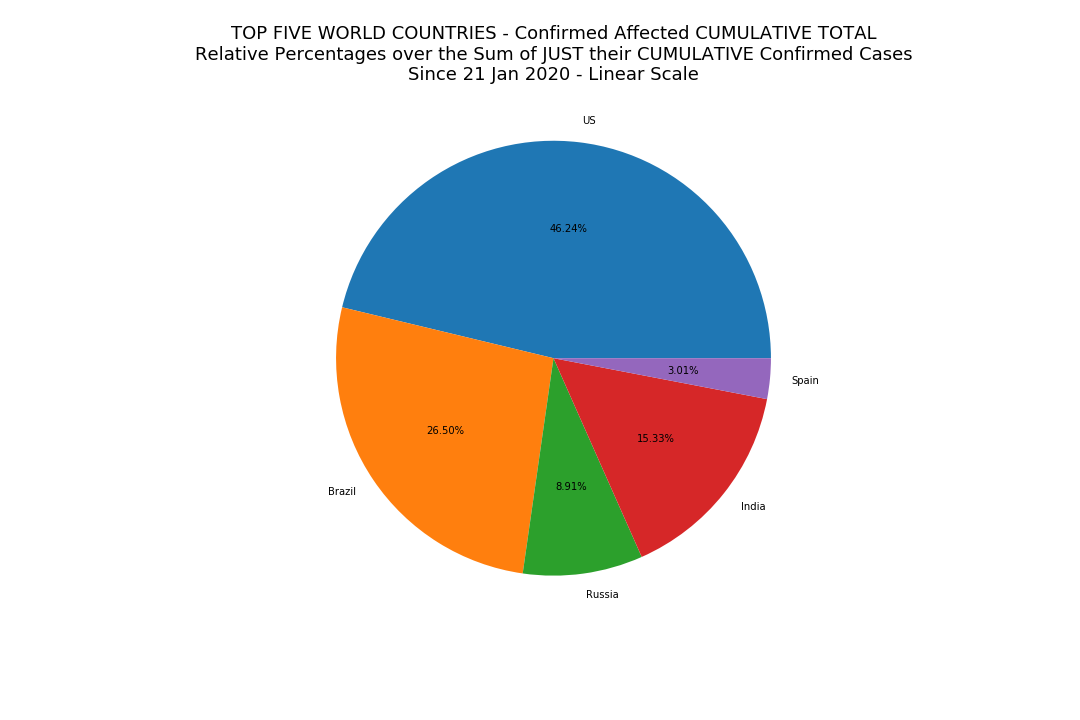 TOP FIVE WORLD COUNTRIES - Confirmed Affected CUMULATIVE TOTAL
Relative Percentages over the Sum of JUST their CUMULATIVE Confirmed Cases
Since 21 Jan 2020 - Linear Scale
US
46.24%
3.01%
Spain
26.50%
15.33%
8.91%
Brazil
India
Russia